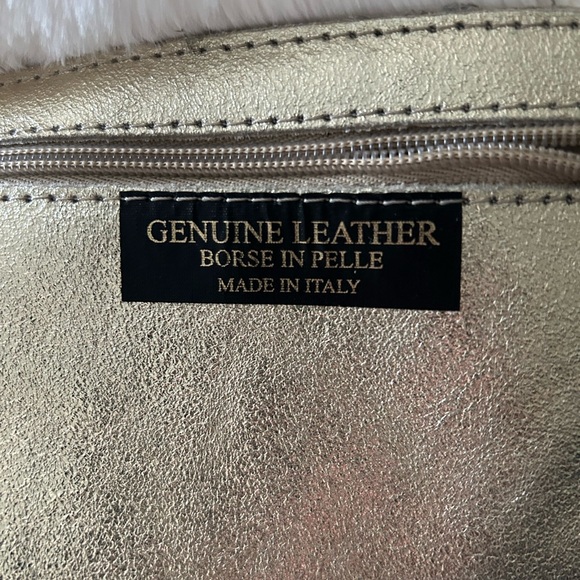 GENUINE LEATHER
BORSE IN PELLE
MADE IN ITALY